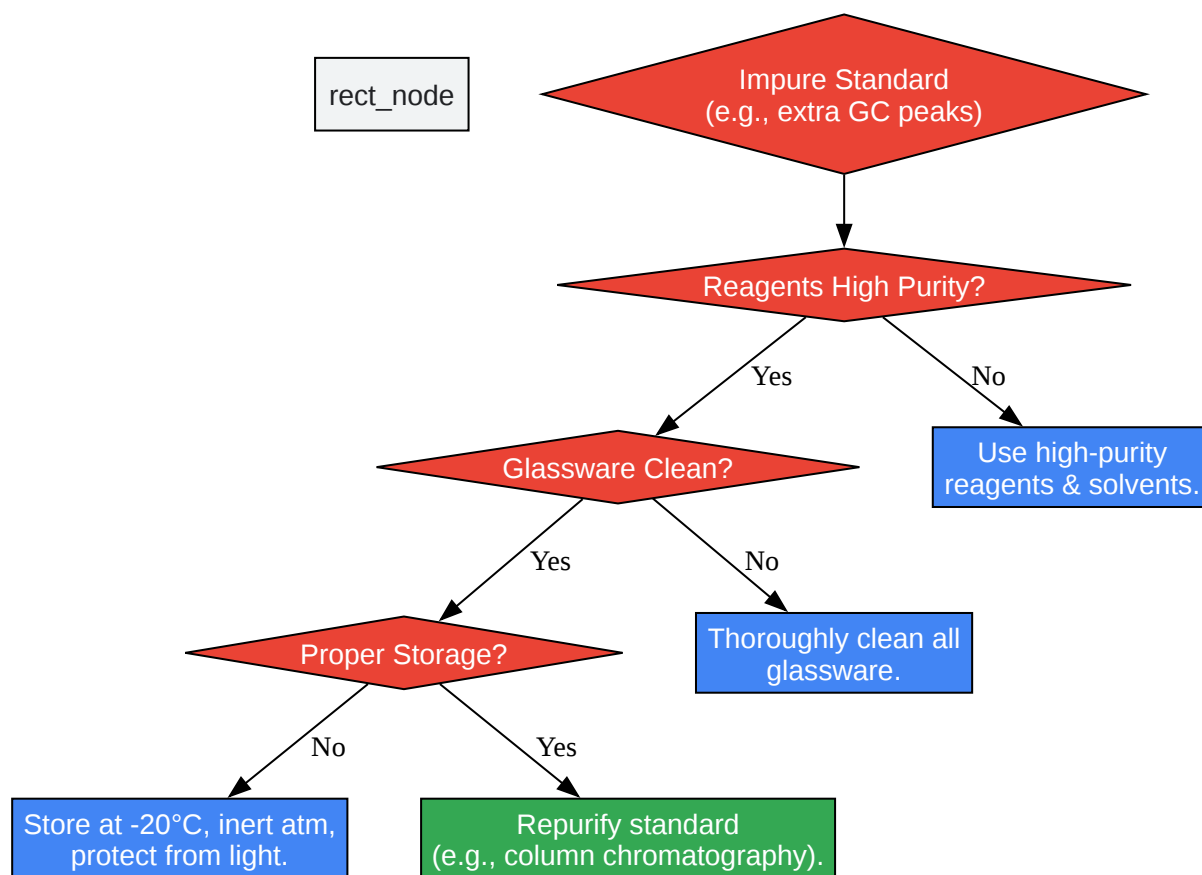 rect_node
Impure Standard
(e.g., extra GC peaks)
Reagents High Purity?
Yes
No
Glassware Clean?
Use high-purity
reagents & solvents.
Yes
No
Proper Storage?
Thoroughly clean all
glassware.
No
Yes
Store at -20°C, inert atm,
protect from light.
Repurify standard
(e.g., column chromatography).